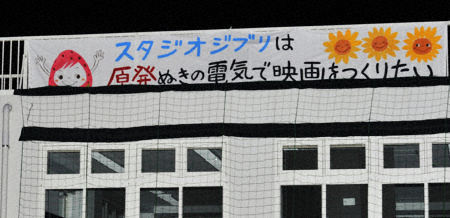 スタジオジブリは
原発ぬきの電気で映画をつくりたい